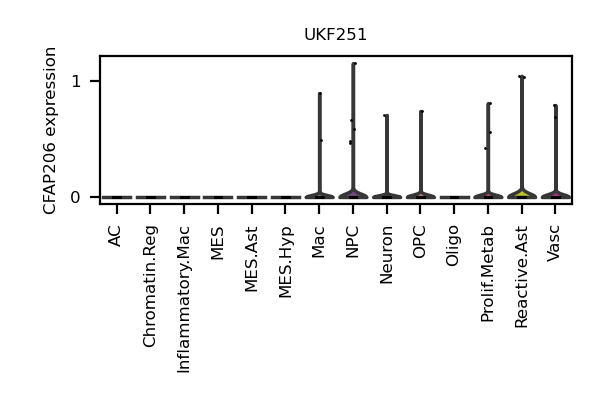 UKF251
CFAP206 expression
1
0
AC
Chromatin.Reg
Inflammatory.Mac
MES
MES.Ast
MES.Hyp
Mac
NPC
Neuron
OPC
Oligo
Prolif.Metab
Reactive.Ast
Vasc